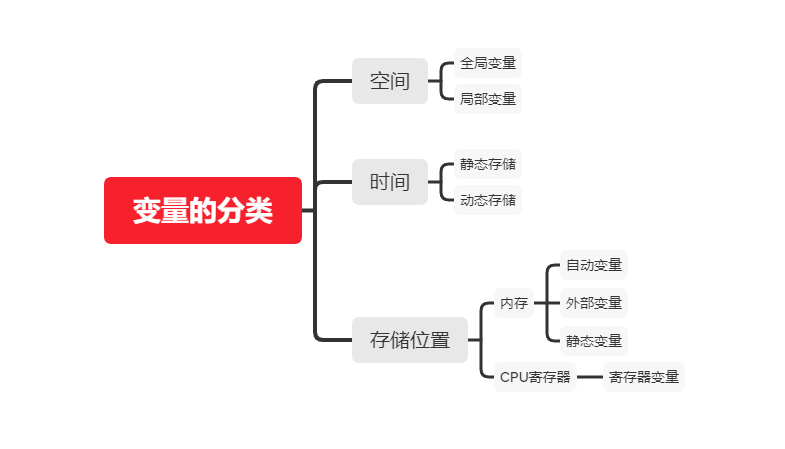 变量的分类
空间
全局变量
局部变量
时间
静态存储
动态存储
存储位置
内存
自动变量
外部变量
静态变量
CPU寄存器
寄存器变量